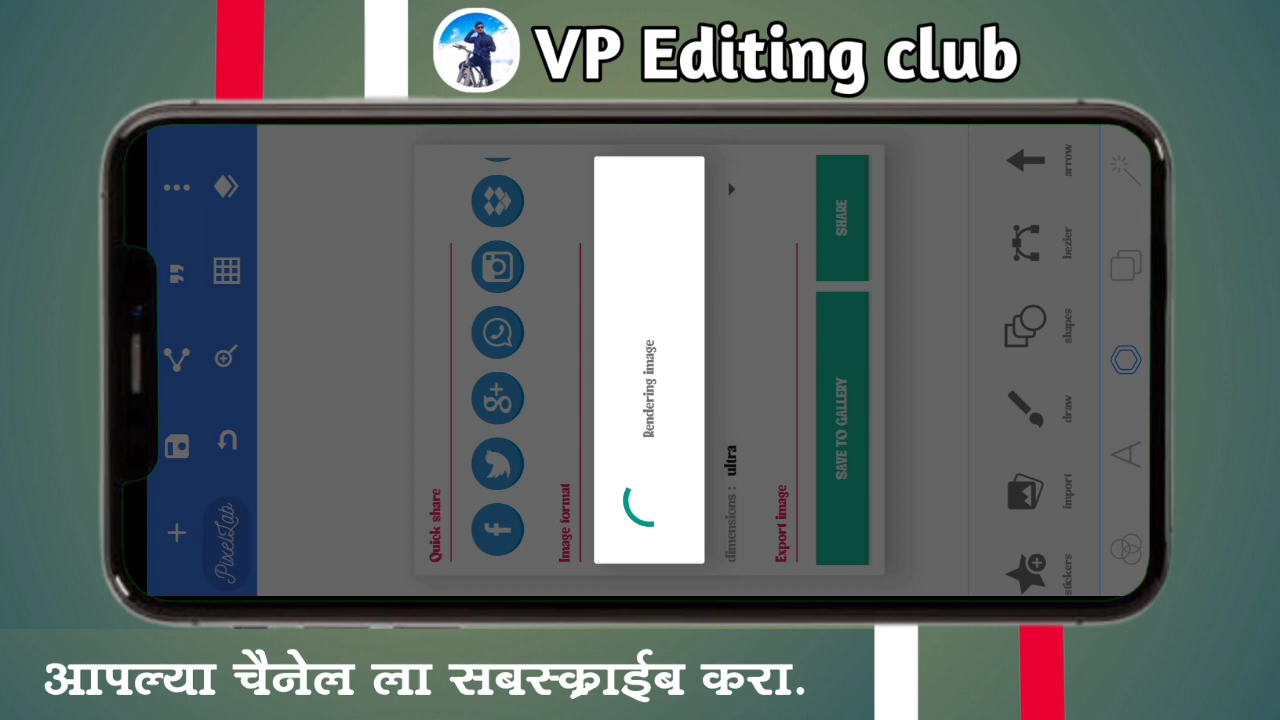 VP Editing club
PixelLab
Quick share
Image format
Rendering image
dimensions : ultra
Export image
SAVE TO GALLERY
SHARE
stickers
import
draw
shapes
bezier
arrow
आपल्या चैनेल ला सबस्क्राईब करा.